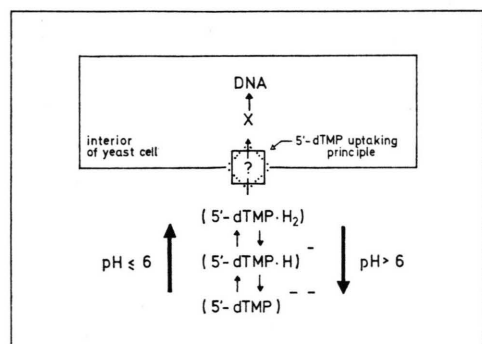 DNA
X
interior
of yeast cell
5'-dTMP uptaking
principle
?
(5'-dTMP·H₂)
pH ≤ 6
(5'-dTMP·H)⁻
pH > 6
(5'-dTMP)⁻⁻